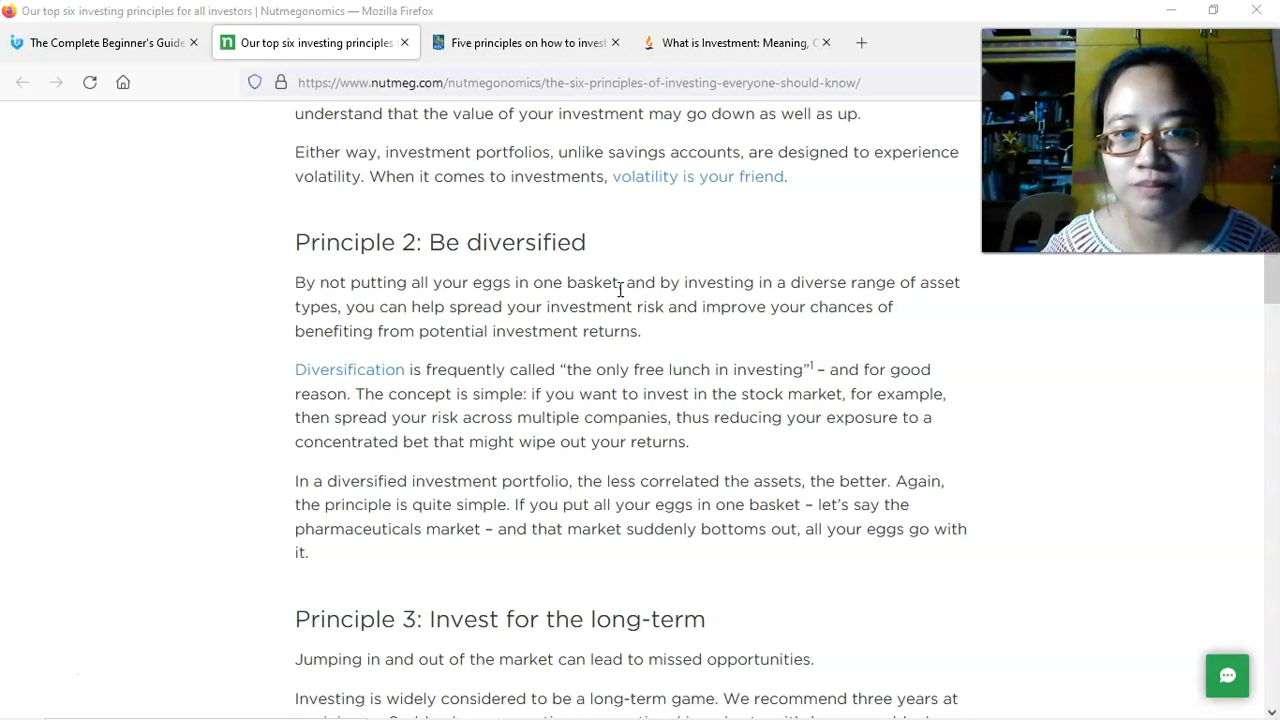 Our top six investing principles for all investors | Nutmegonomics — Mozilla Firefox
The Complete Beginner's Guide
Our top six investing principles
Five principles on how to invest
What is Investment: Meaning,
https://www.nutmeg.com/nutmegonomics/the-six-principles-of-investing-everyone-should-know/
understand that the value of your investment may go down as well as up.
Either way, investment portfolios, unlike savings accounts, are designed to experience
volatility. When it comes to investments, volatility is your friend.
Principle 2: Be diversified
By not putting all your eggs in one basket, and by investing in a diverse range of asset
types, you can help spread your investment risk and improve your chances of
benefiting from potential investment returns.
Diversification is frequently called “the only free lunch in investing”1 – and for good
reason. The concept is simple: if you want to invest in the stock market, for example,
then spread your risk across multiple companies, thus reducing your exposure to a
concentrated bet that might wipe out your returns.
In a diversified investment portfolio, the less correlated the assets, the better. Again,
the principle is quite simple. If you put all your eggs in one basket – let’s say the
pharmaceuticals market – and that market suddenly bottoms out, all your eggs go with
it.
Principle 3: Invest for the long-term
Jumping in and out of the market can lead to missed opportunities.
Investing is widely considered to be a long-term game. We recommend three years at